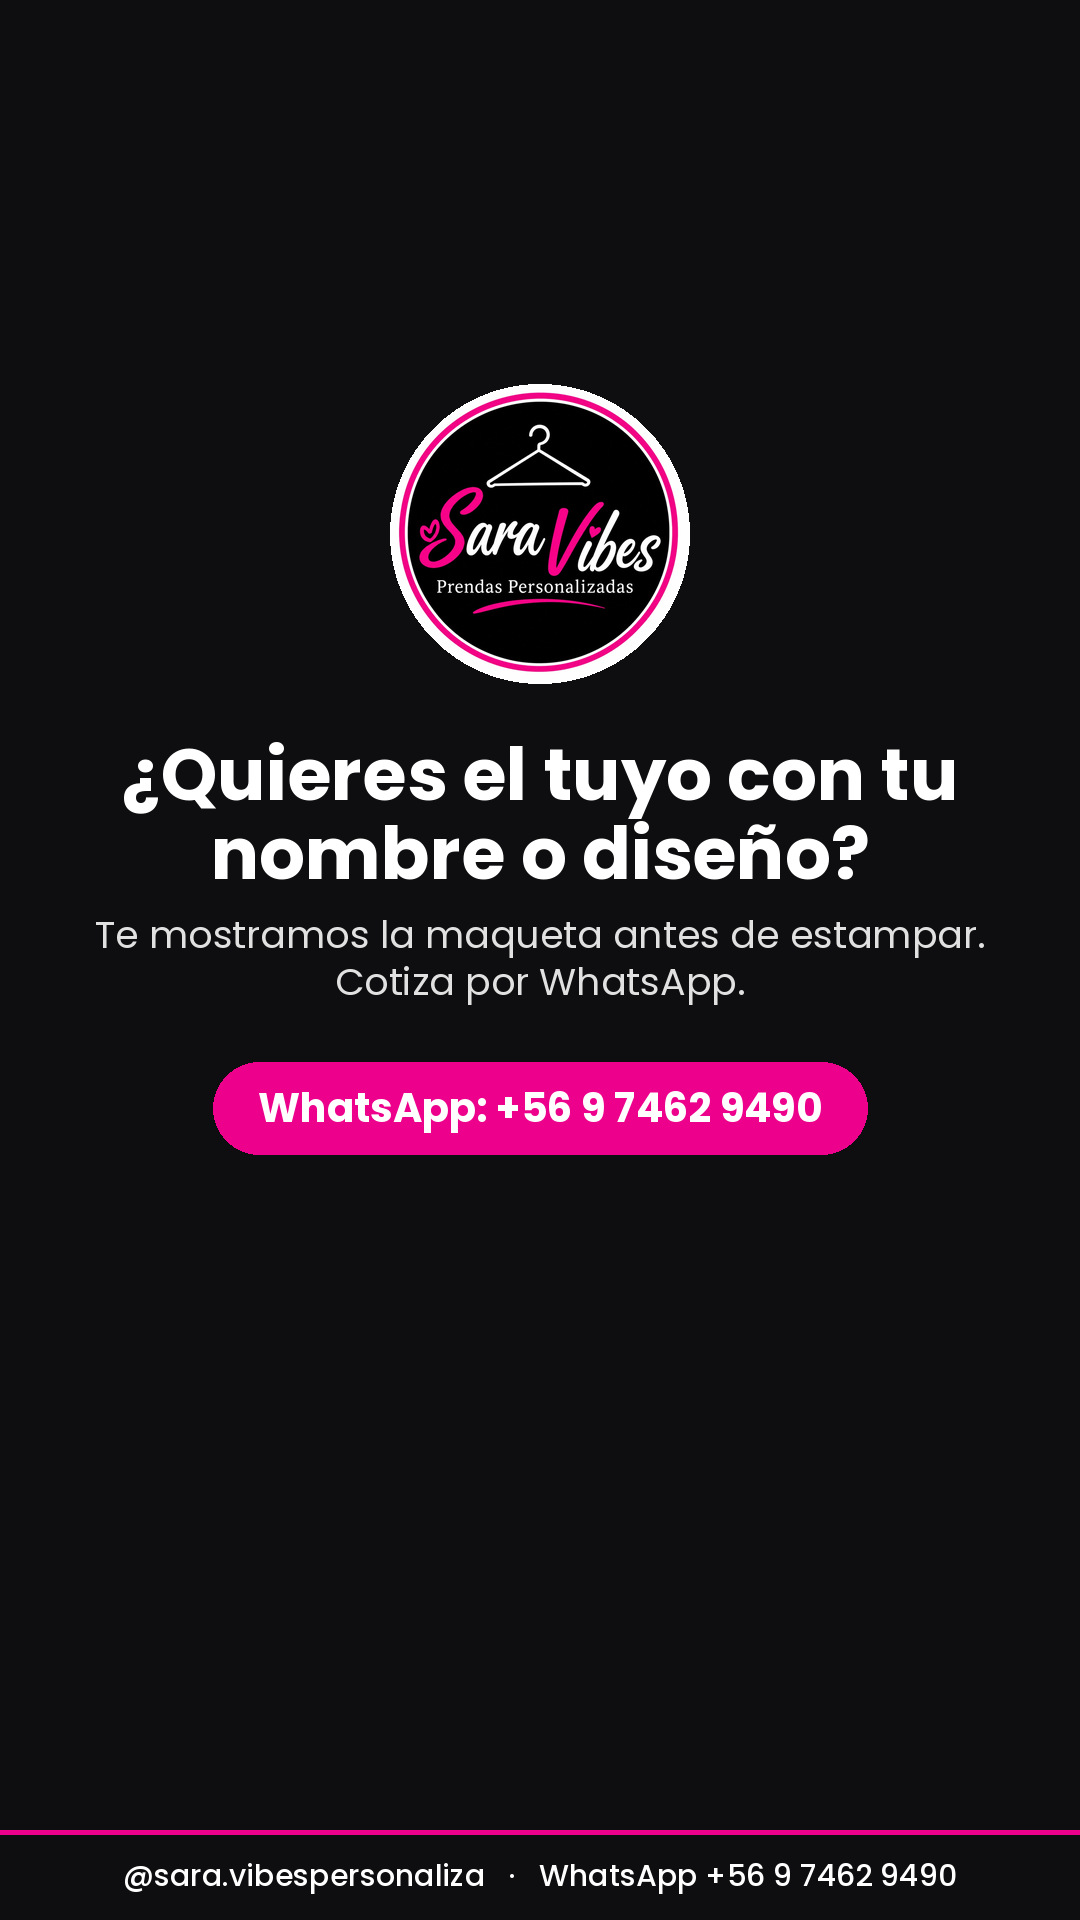 Sara Vibes
Prendas Personalizadas
¿Quieres el tuyo con tu
nombre o diseño?
Te mostramos la maqueta antes de estampar.
Cotiza por WhatsApp.
WhatsApp: +56 9 7462 9490
@sara.vibespersonaliza · WhatsApp +56 9 7462 9490